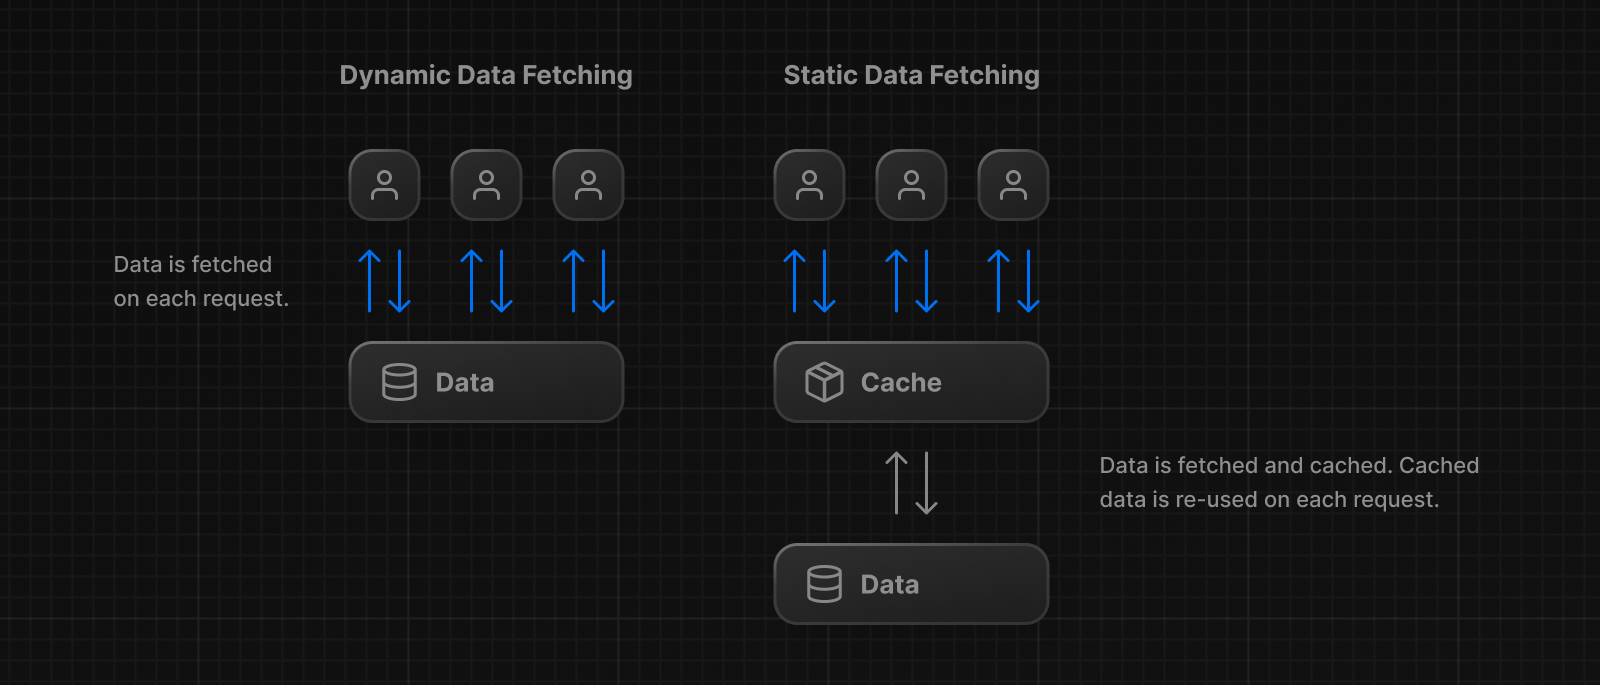 Dynamic Data Fetching
Static Data Fetching
Data is fetched
on each request.
Data
Cache
Data is fetched and cached. Cached
data is re-used on each request.
Data